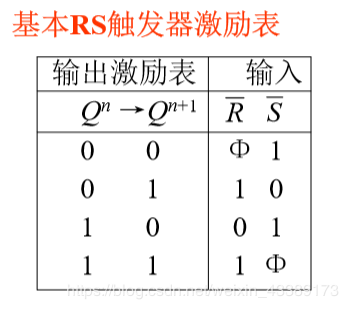 基本RS触发器激励表
输出激励表 输入
Qⁿ →Qⁿ⁺¹ R̅ S̅
0 0 Φ 1
0 1 1 0
1 0 0 1
1 1 1 Φ